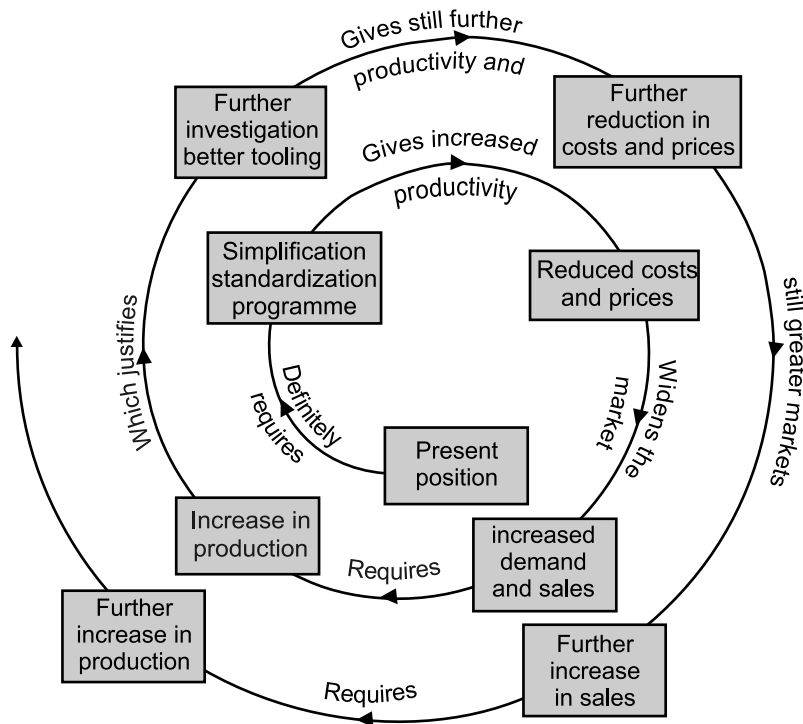 Gives still further
productivity and
Further
investigation
better tooling
Further
reduction in
costs and prices
Gives increased
productivity
Simplification
standardization
programme
Reduced costs
and prices
Which justifies
Definitely
requires
Widens the
market
still greater markets
Present
position
Increase in
production
Requires
increased
demand
and sales
Further
increase in
production
Requires
Further
increase
in sales